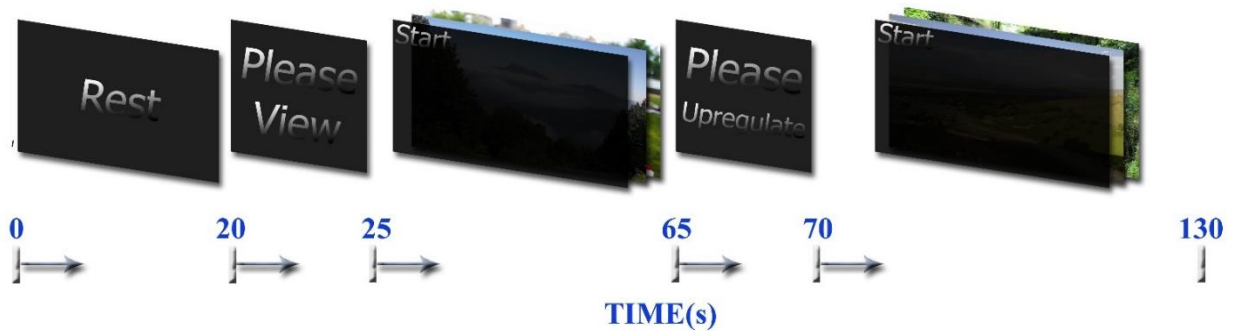 Rest
Please
View
Start
Please
Upregulate
Start
0
20
25
65
70
130
TIME(s)